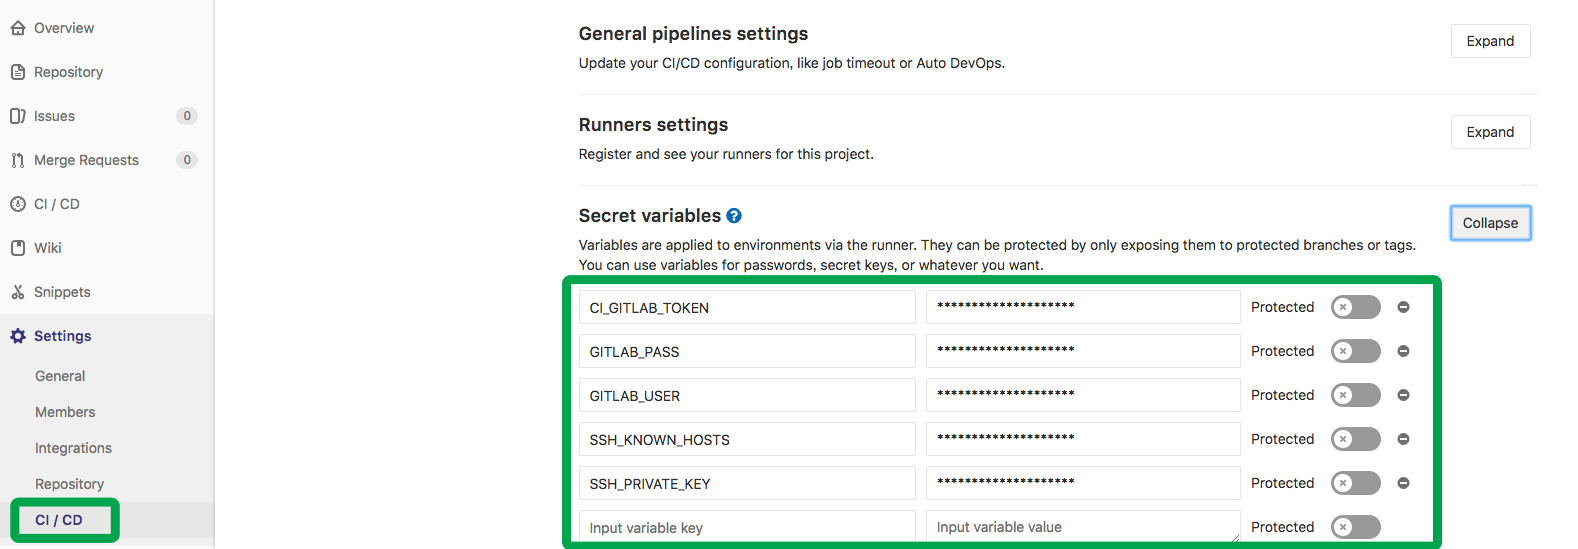 Overview
Repository
Issues 0
Merge Requests 0
CI / CD
Wiki
Snippets
Settings
General
Members
Integrations
Repository
CI / CD
General pipelines settings
Expand
Update your CI/CD configuration, like job timeout or Auto DevOps.
Runners settings
Expand
Register and see your runners for this project.
Secret variables ?
Collapse
Variables are applied to environments via the runner. They can be protected by only exposing them to protected branches or tags.
You can use variables for passwords, secret keys, or whatever you want.
CI_GITLAB_TOKEN ******************** Protected
GITLAB_PASS ******************** Protected
GITLAB_USER ******************** Protected
SSH_KNOWN_HOSTS ******************** Protected
SSH_PRIVATE_KEY ******************** Protected
Input variable key Input variable value Protected